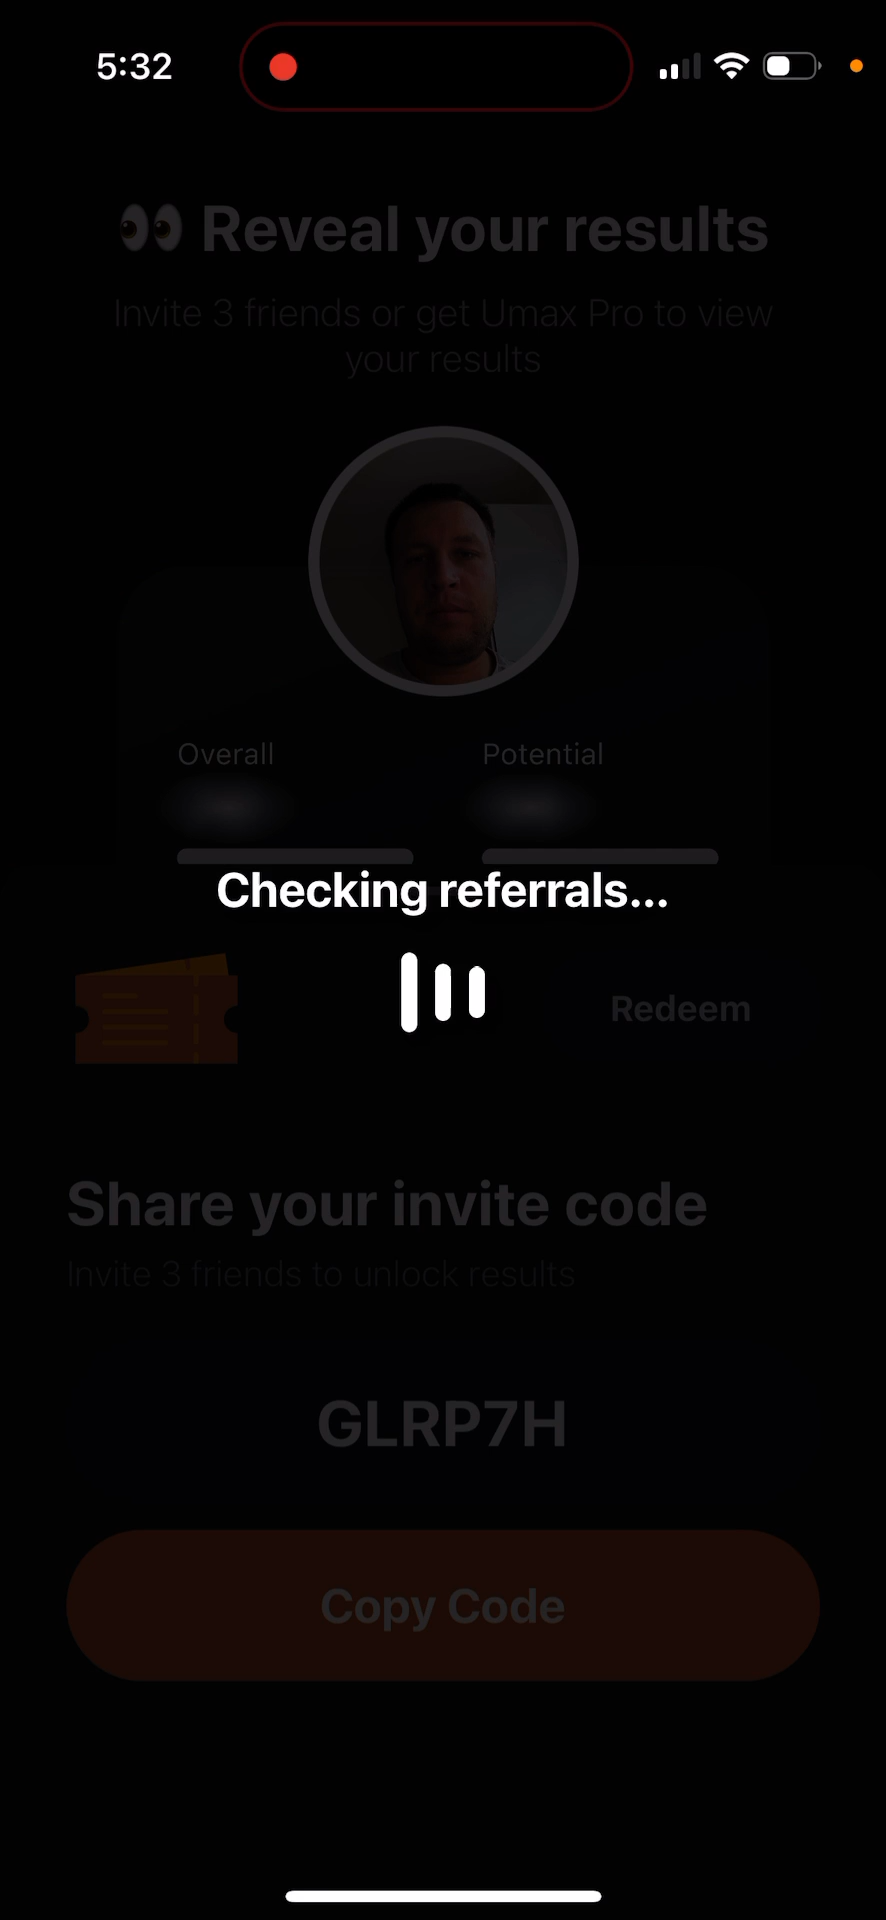 5:32
👀 Reveal your results
Invite 3 friends or get Umax Pro to view
your results
Overall
Potential
Checking referrals...
Redeem
Share your invite code
Invite 3 friends to unlock results
GLRP7H
Copy Code